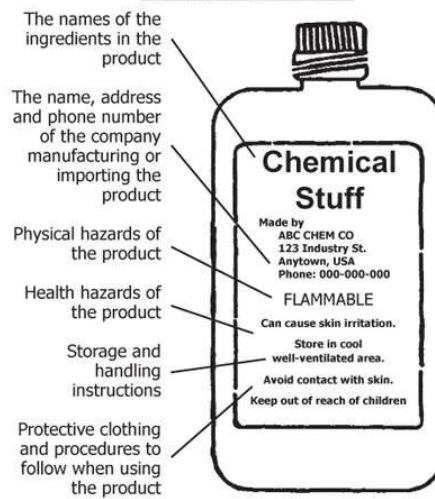 The names of the
ingredients in the
product
The name, address
and phone number
of the company
manufacturing or
importing the
product
Physical hazards of
the product
Health hazards of
the product
Storage and
handling
instructions
Protective clothing
and procedures to
follow when using
the product
Chemical
Stuff
Made by
ABC CHEM CO
123 Industry St.
Anytown, USA
Phone: 000-000-000
FLAMMABLE
Can cause skin irritation.
Store in cool
well-ventilated area.
Avoid contact with skin.
Keep out of reach of children